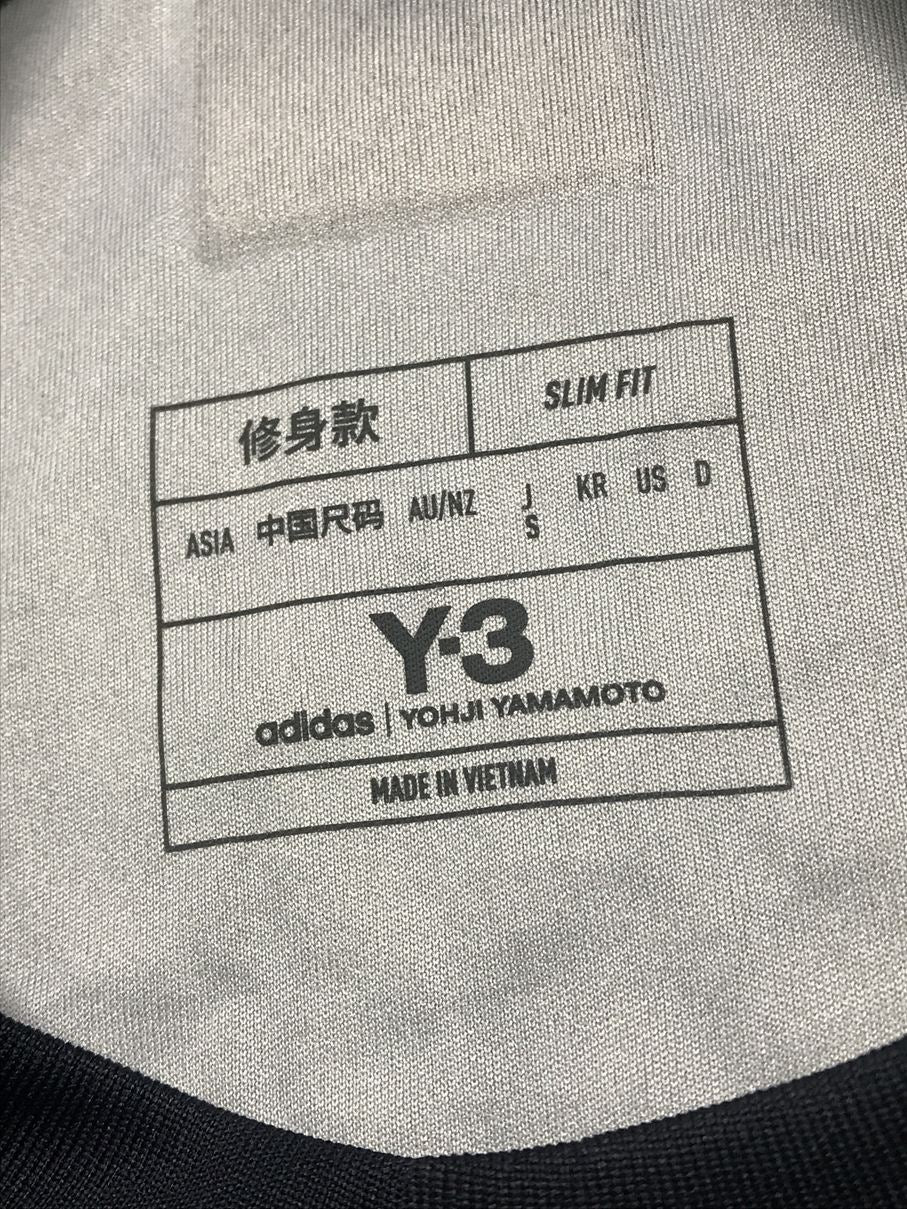 修身款 SLIM FIT
ASIA 中国尺码 AU/NZ J KR US D
S
Y-3
adidas | YOHJI YAMAMOTO
MADE IN VIETNAM